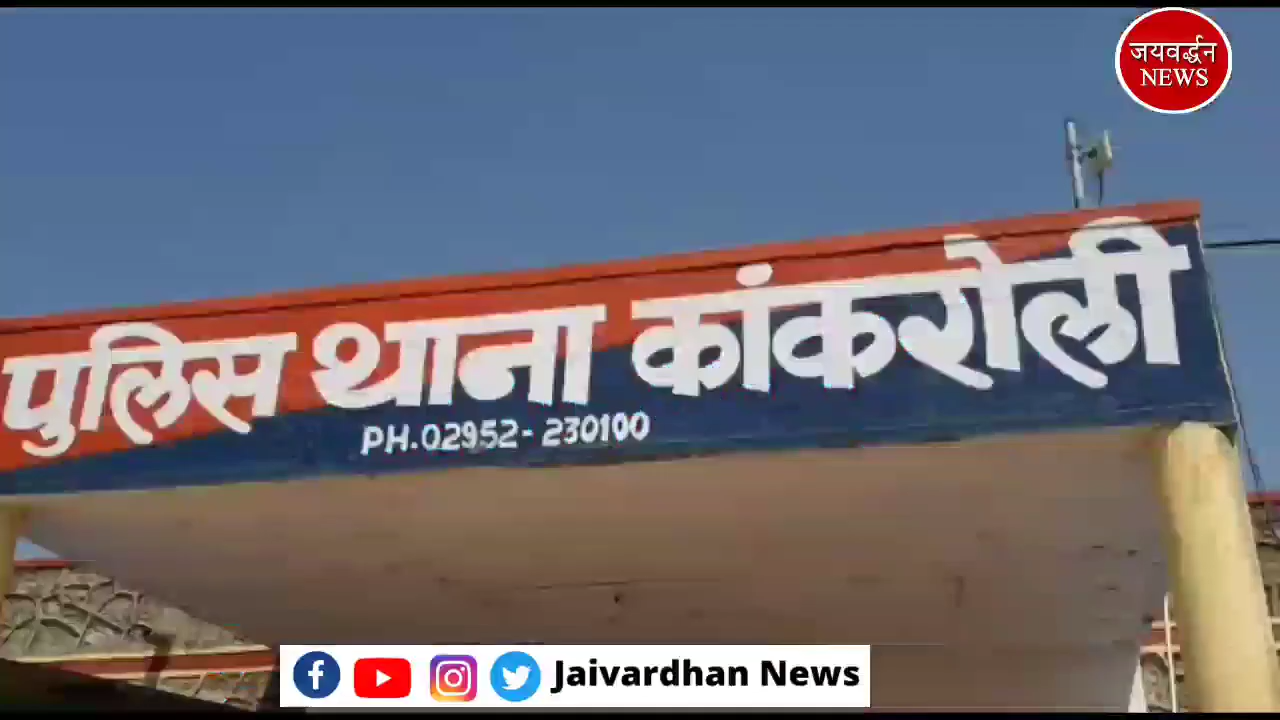 जयवर्द्धन
NEWS
पुलिस थाना कांकरोली
PH.02952-230100
Jaivardhan News